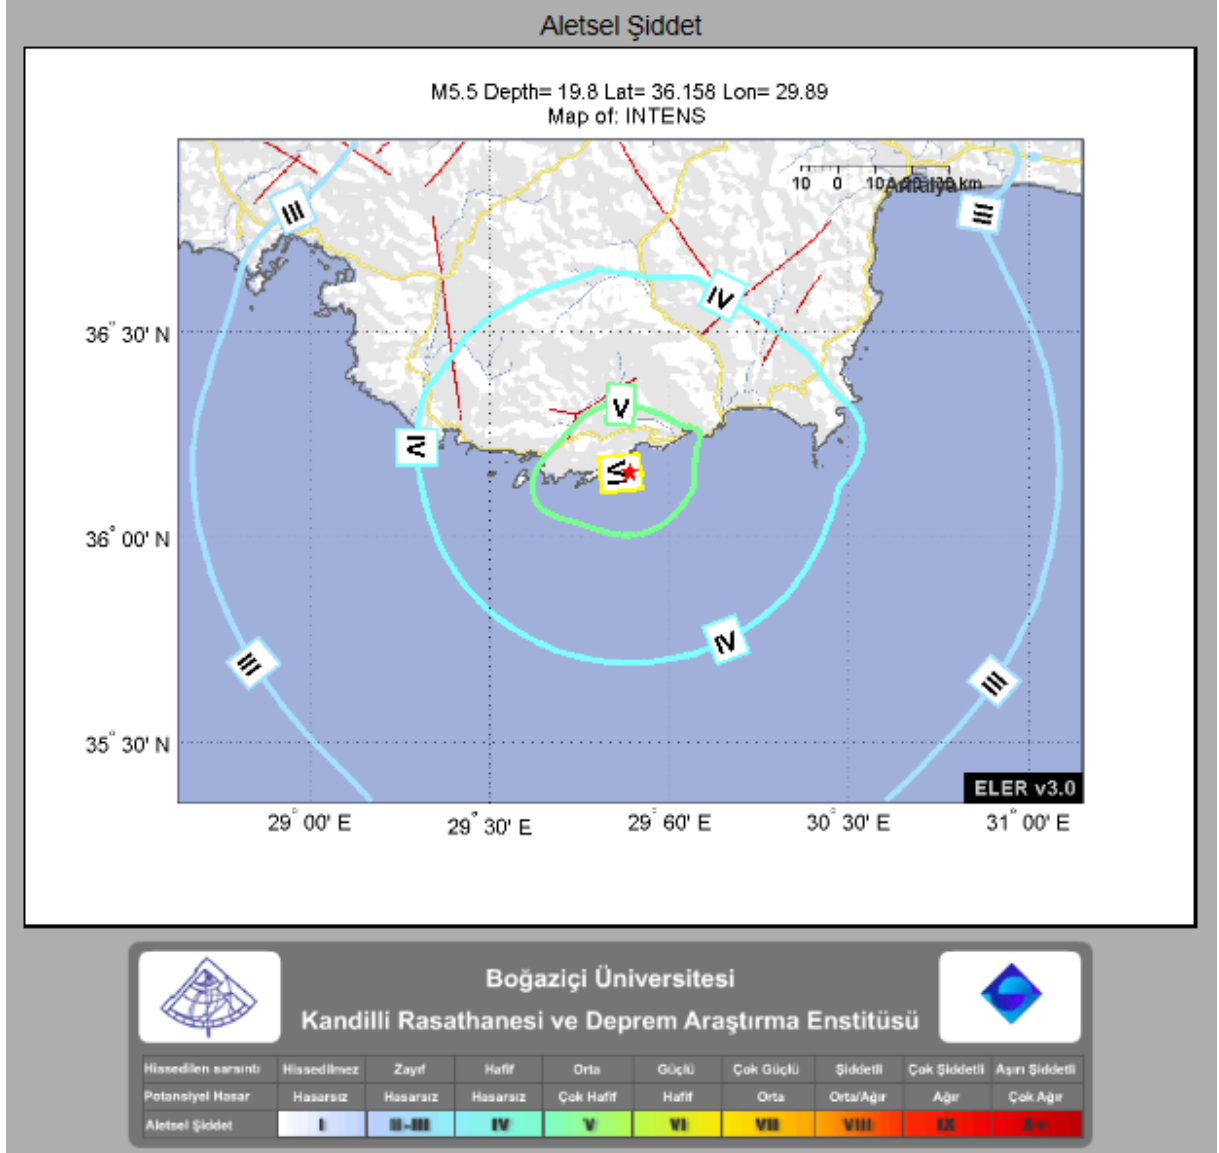 Aletsel Şiddet
M5.5 Depth= 19.8 Lat= 36.158 Lon= 29.89
Map of: INTENS
10 0 10 20 30 km
Antalya
III
III
IV
36° 30' N
V
IV
VI
36° 00' N
IV
III
III
35° 30' N
ELER v3.0
29° 00' E 29° 30' E 29° 60' E 30° 30' E 31° 00' E
Boğaziçi Üniversitesi
Kandilli Rasathanesi ve Deprem Araştırma Enstitüsü
Hissedilen sarsıntı Hissedilmez Zayıf Hafif Orta Güçlü Çok Güçlü Şiddetli Çok Şiddetli Aşırı Şiddetli
Potansiyel Hasar Hasarsız Hasarsız Hasarsız Çok Hafif Hafif Orta Orta/Ağır Ağır Çok Ağır
Aletsel Şiddet I II-III IV V VI VII VIII IX X+